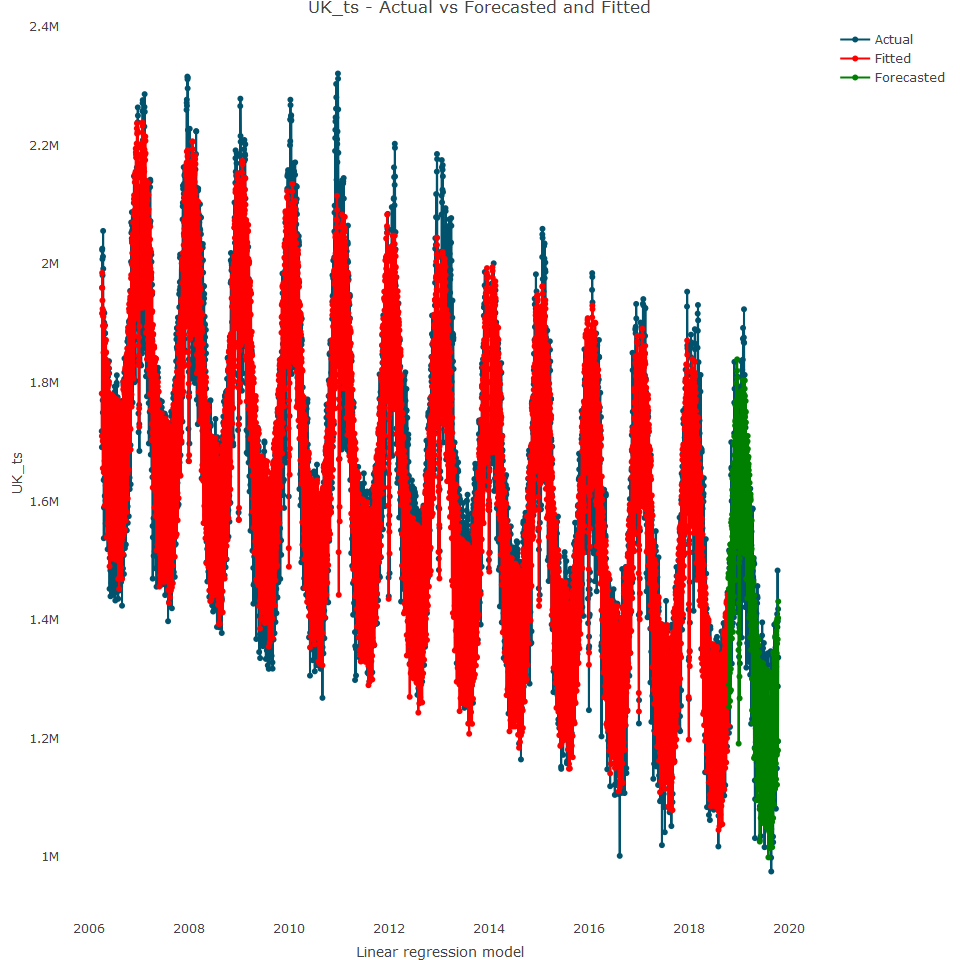 UK_ts - Actual vs Forecasted and Fitted
2.4M
2.2M
2M
1.8M
1.6M
1.4M
1.2M
1M
UK_ts
2006
2008
2010
2012
2014
2016
2018
2020
Linear regression model
Actual
Fitted
Forecasted